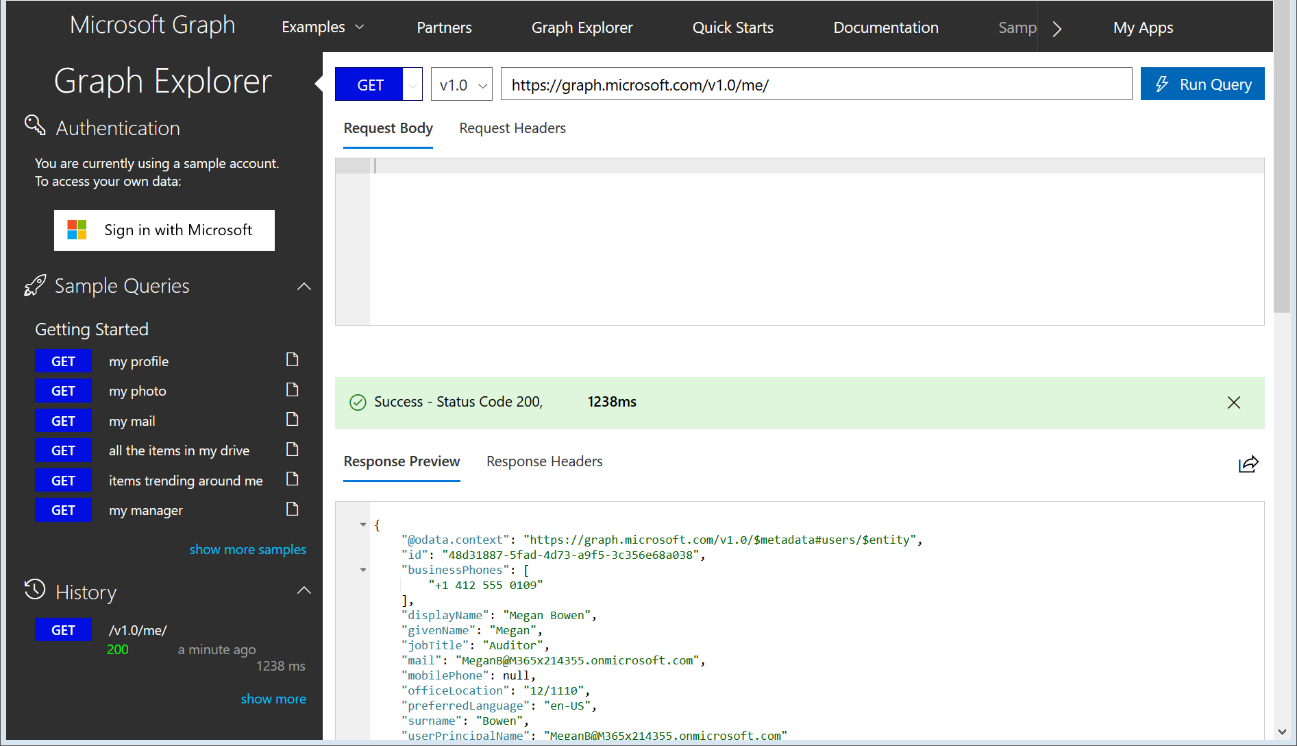 Microsoft Graph Examples Partners Graph Explorer Quick Starts Documentation Samp My Apps
Graph Explorer
Authentication
You are currently using a sample account.
To access your own data:
Sign in with Microsoft
Sample Queries
Getting Started
GET my profile
GET my photo
GET my mail
GET all the items in my drive
GET items trending around me
GET my manager
show more samples
History
GET /v1.0/me/
200 a minute ago
1238 ms
show more
GET v1.0 https://graph.microsoft.com/v1.0/me/ Run Query
Request Body Request Headers
Success - Status Code 200, 1238ms
Response Preview Response Headers
{
"@odata.context": "https://graph.microsoft.com/v1.0/$metadata#users/$entity",
"id": "48d31887-5fad-4d73-a9f5-3c356e68a038",
"businessPhones": [
"+1 412 555 0109"
],
"displayName": "Megan Bowen",
"givenName": "Megan",
"jobTitle": "Auditor",
"mail": "MeganB@M365x214355.onmicrosoft.com",
"mobilePhone": null,
"officeLocation": "12/1110",
"preferredLanguage": "en-US",
"surname": "Bowen",
"userPrincipalName": "MeganB@M365x214355.onmicrosoft.com"